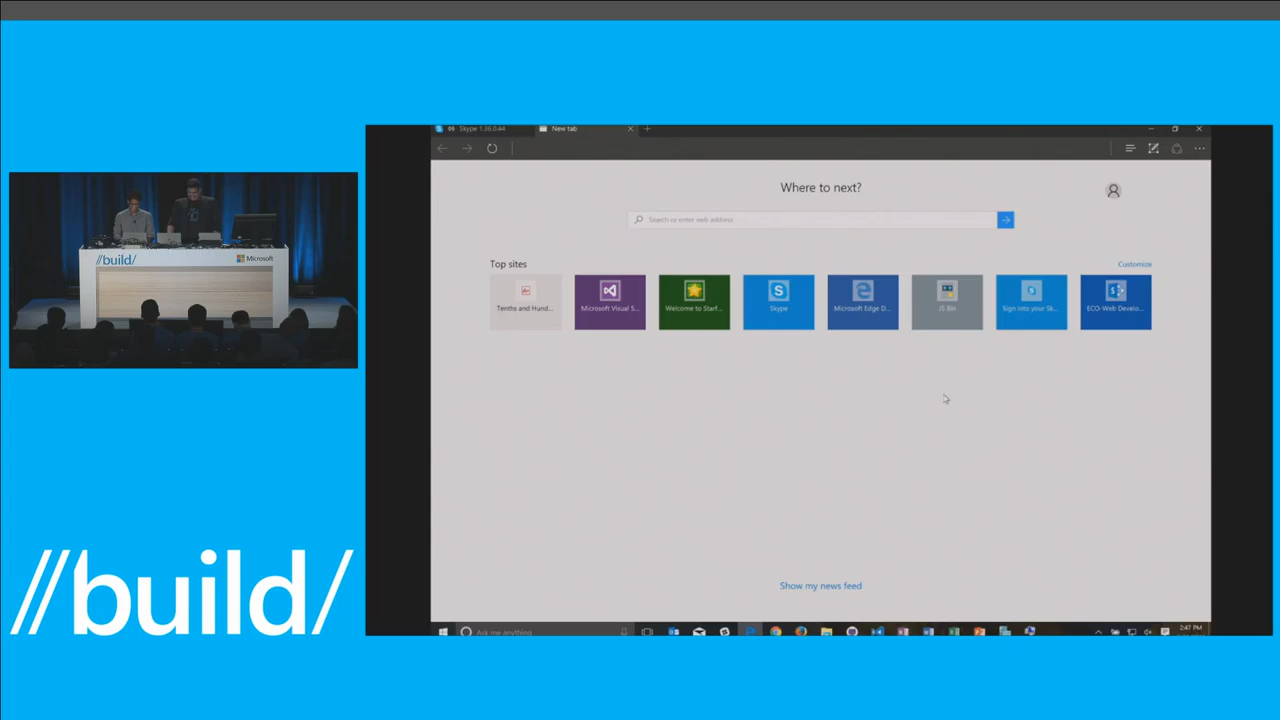 Skype 1.36.0.44
New tab
Where to next?
Search or enter web address
Top sites
Customize
Tenths and Hund...
Microsoft Visual S...
Welcome to Starf...
Skype
Microsoft Edge D...
JS Bin
Sign into your Sk...
ECO-Web Develo...
//build/
Microsoft
Show my news feed
//build/
Ask me anything
2:47 PM